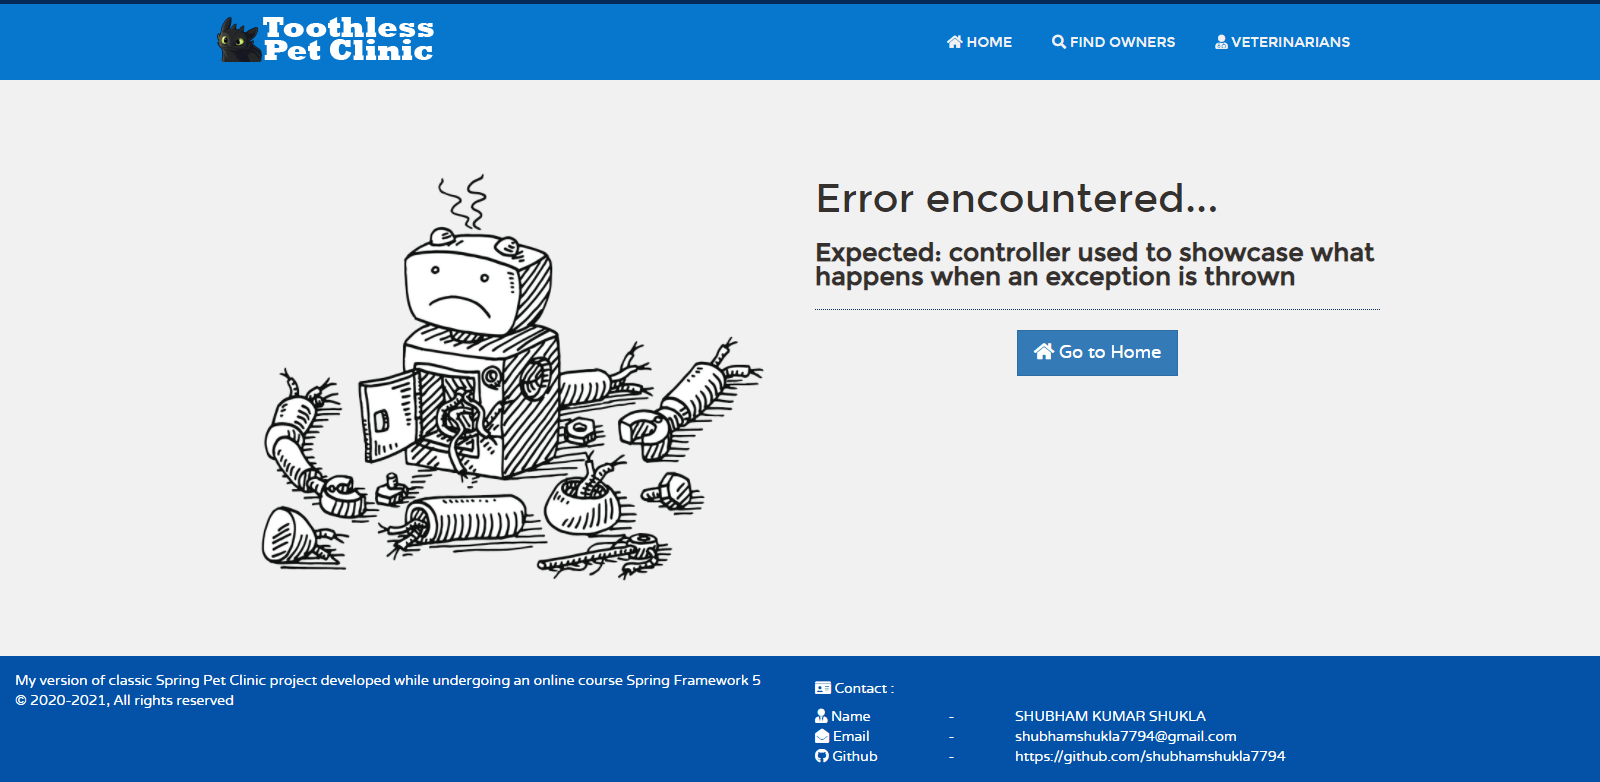 Toothless
Pet Clinic
HOME FIND OWNERS VETERINARIANS
Error encountered...
Expected: controller used to showcase what
happens when an exception is thrown
Go to Home
My version of classic Spring Pet Clinic project developed while undergoing an online course Spring Framework 5
© 2020-2021, All rights reserved
Contact :
Name - SHUBHAM KUMAR SHUKLA
Email - shubhamshukla7794@gmail.com
Github - https://github.com/shubhamshukla7794